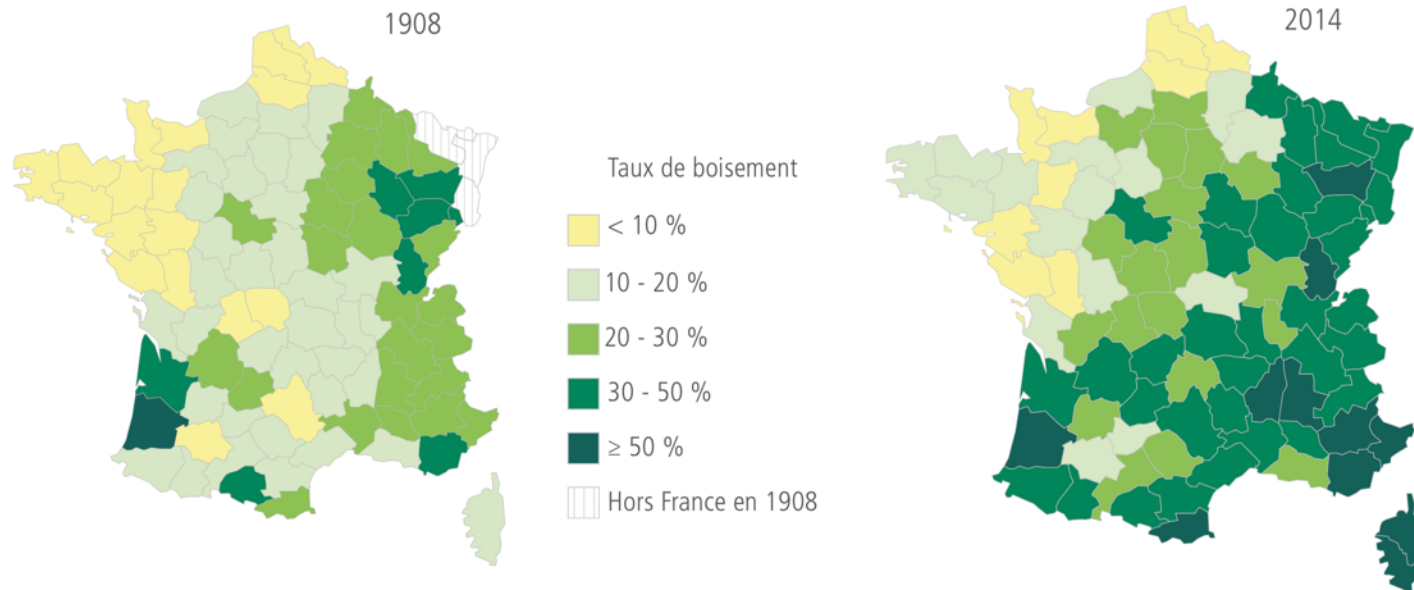 1908
2014
Taux de boisement
< 10 %
10 - 20 %
20 - 30 %
30 - 50 %
≥ 50 %
Hors France en 1908